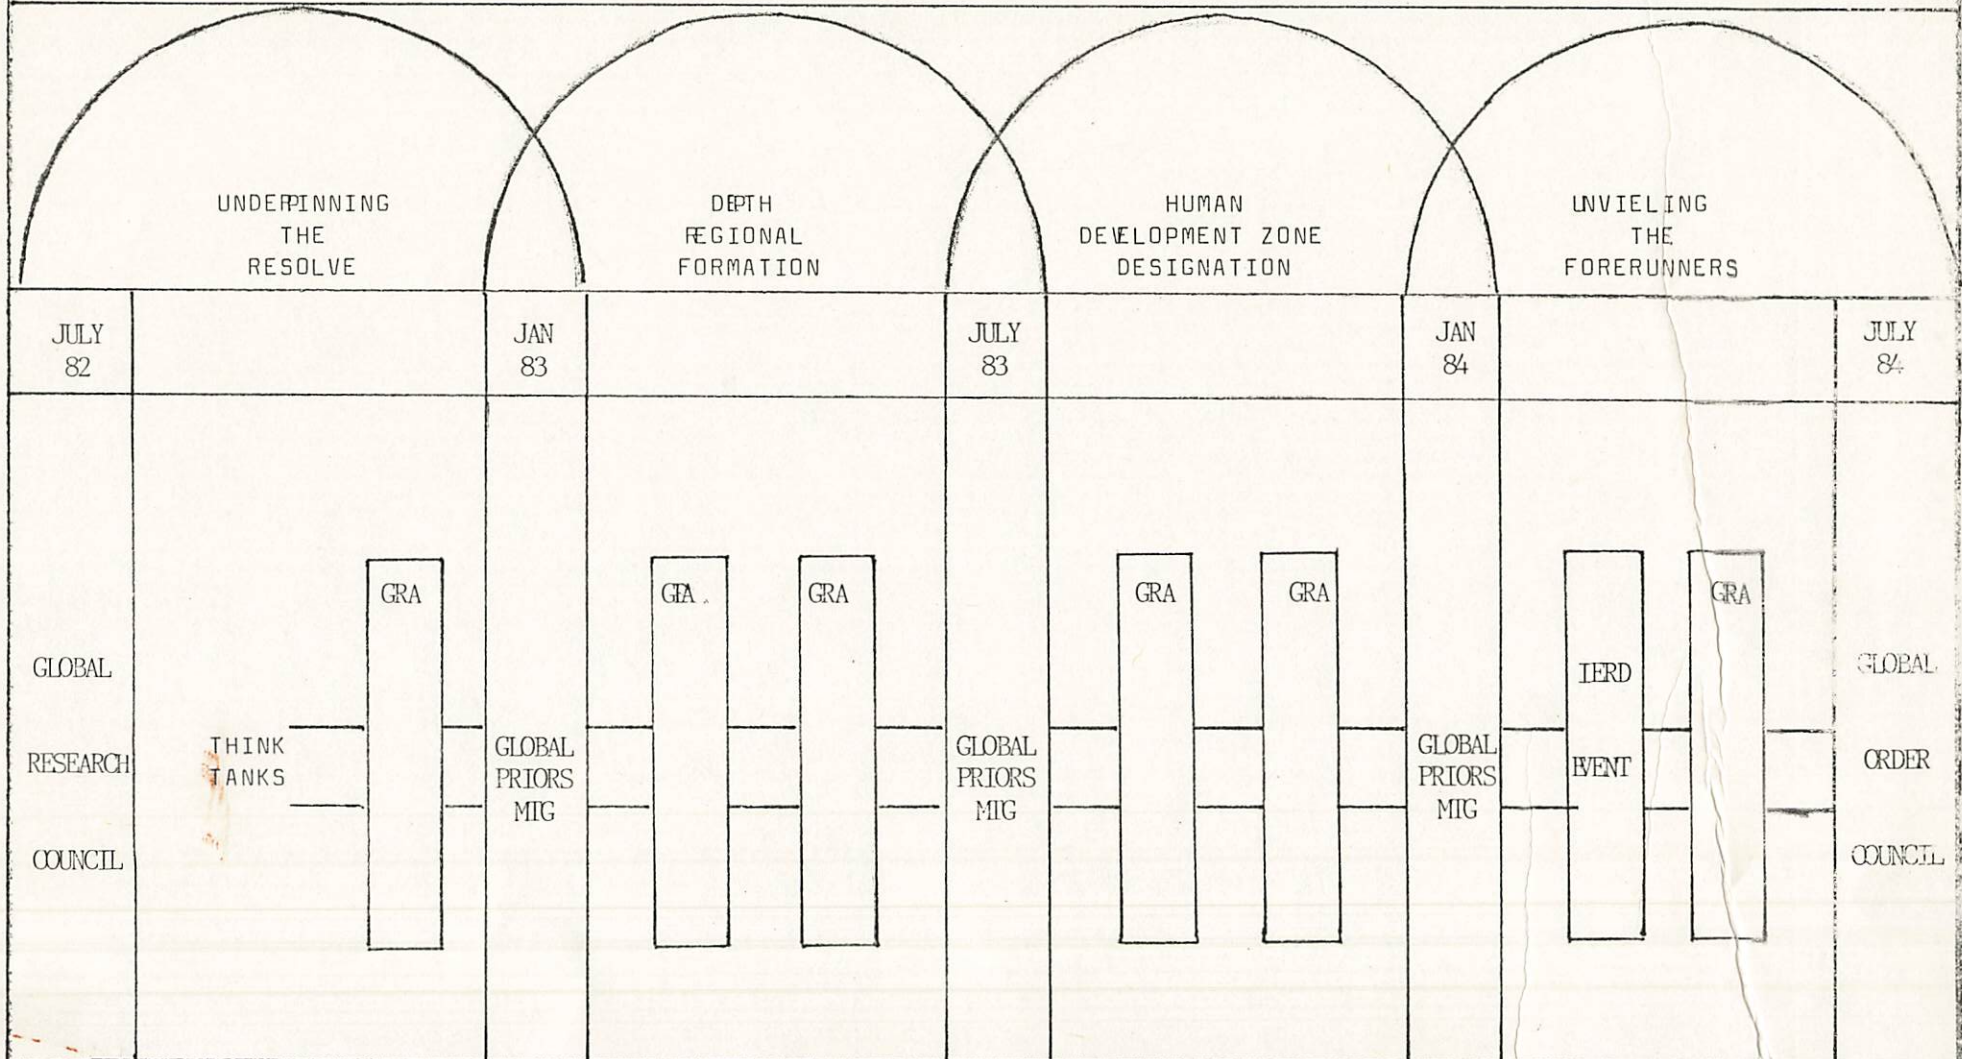 UNDERPINNING
THE
RESOLVE
DEPTH
REGIONAL
FORMATION
HUMAN
DEVELOPMENT ZONE
DESIGNATION
UNVIELING
THE
FORERUNNERS
JULY
82
JAN
83
JULY
83
JAN
84
JULY
84
GLOBAL
RESEARCH
COUNCIL
THINK
TANKS
GRA
GLOBAL
PRIORS
MTG
GRA
GLOBAL
PRIORS
MTG
GRA
GRA
GLOBAL
PRIORS
MTG
IERD
EVENT
GRA
GLOBAL
ORDER
COUNCIL